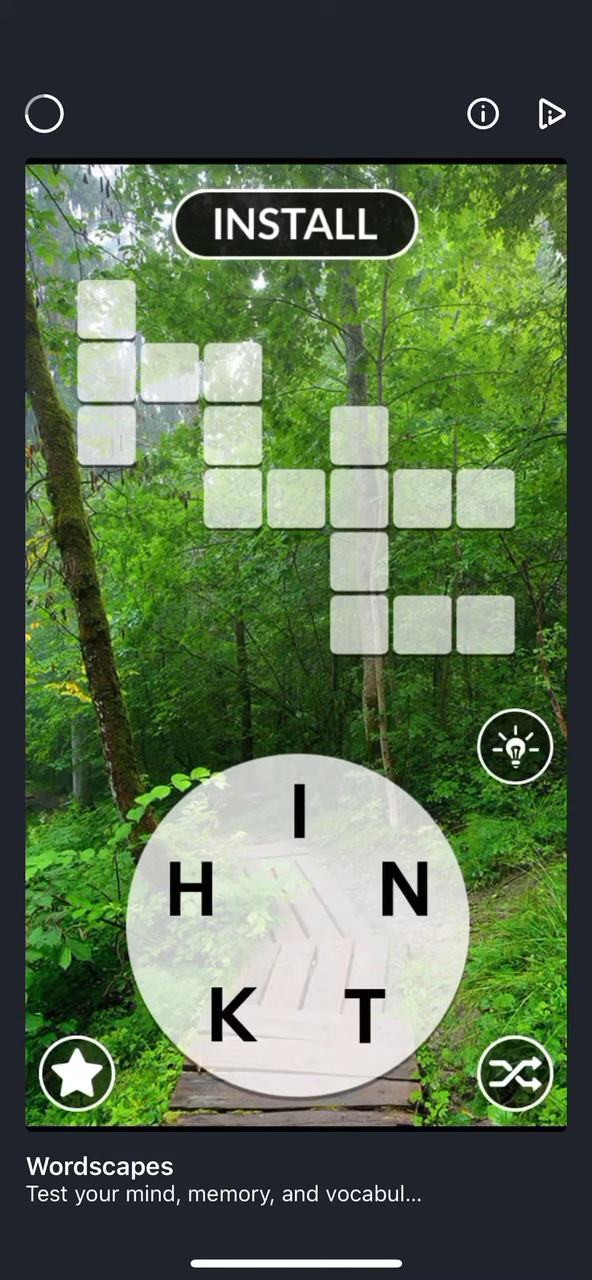 INSTALL
I
H N
K T
Wordscapes
Test your mind, memory, and vocabul...